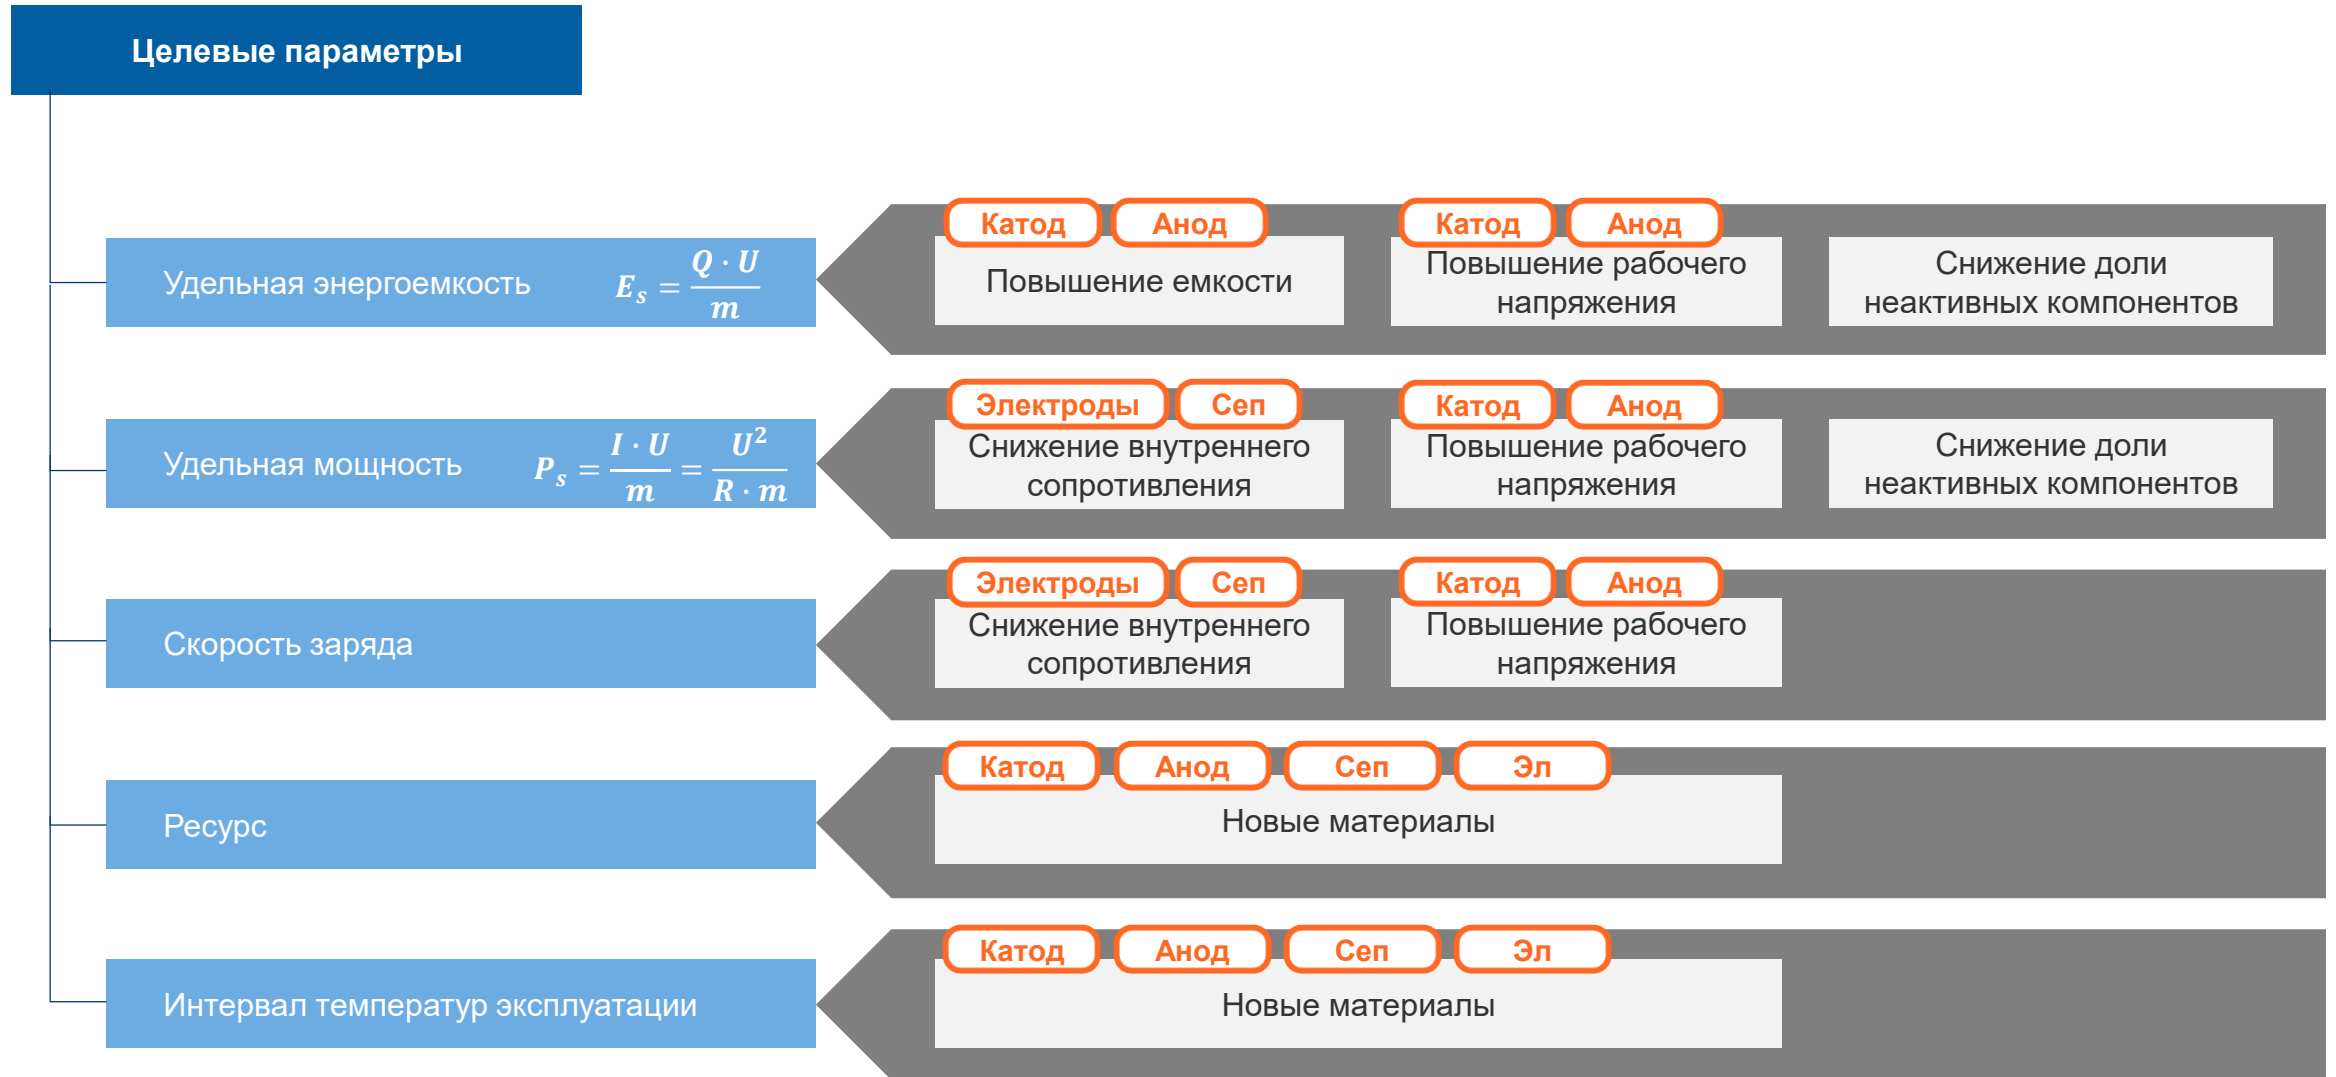 Целевые параметры
Катод Анод Катод Анод
Удельная энергоемкость E_s = Q · U / m
Повышение емкости
Повышение рабочего
напряжения
Снижение доли
неактивных компонентов
Электроды Сеп Катод Анод
Удельная мощность P_s = I · U / m = U² / R · m
Снижение внутреннего
сопротивления
Повышение рабочего
напряжения
Снижение доли
неактивных компонентов
Электроды Сеп Катод Анод
Скорость заряда
Снижение внутреннего
сопротивления
Повышение рабочего
напряжения
Катод Анод Сеп Эл
Ресурс
Новые материалы
Катод Анод Сеп Эл
Интервал температур эксплуатации
Новые материалы